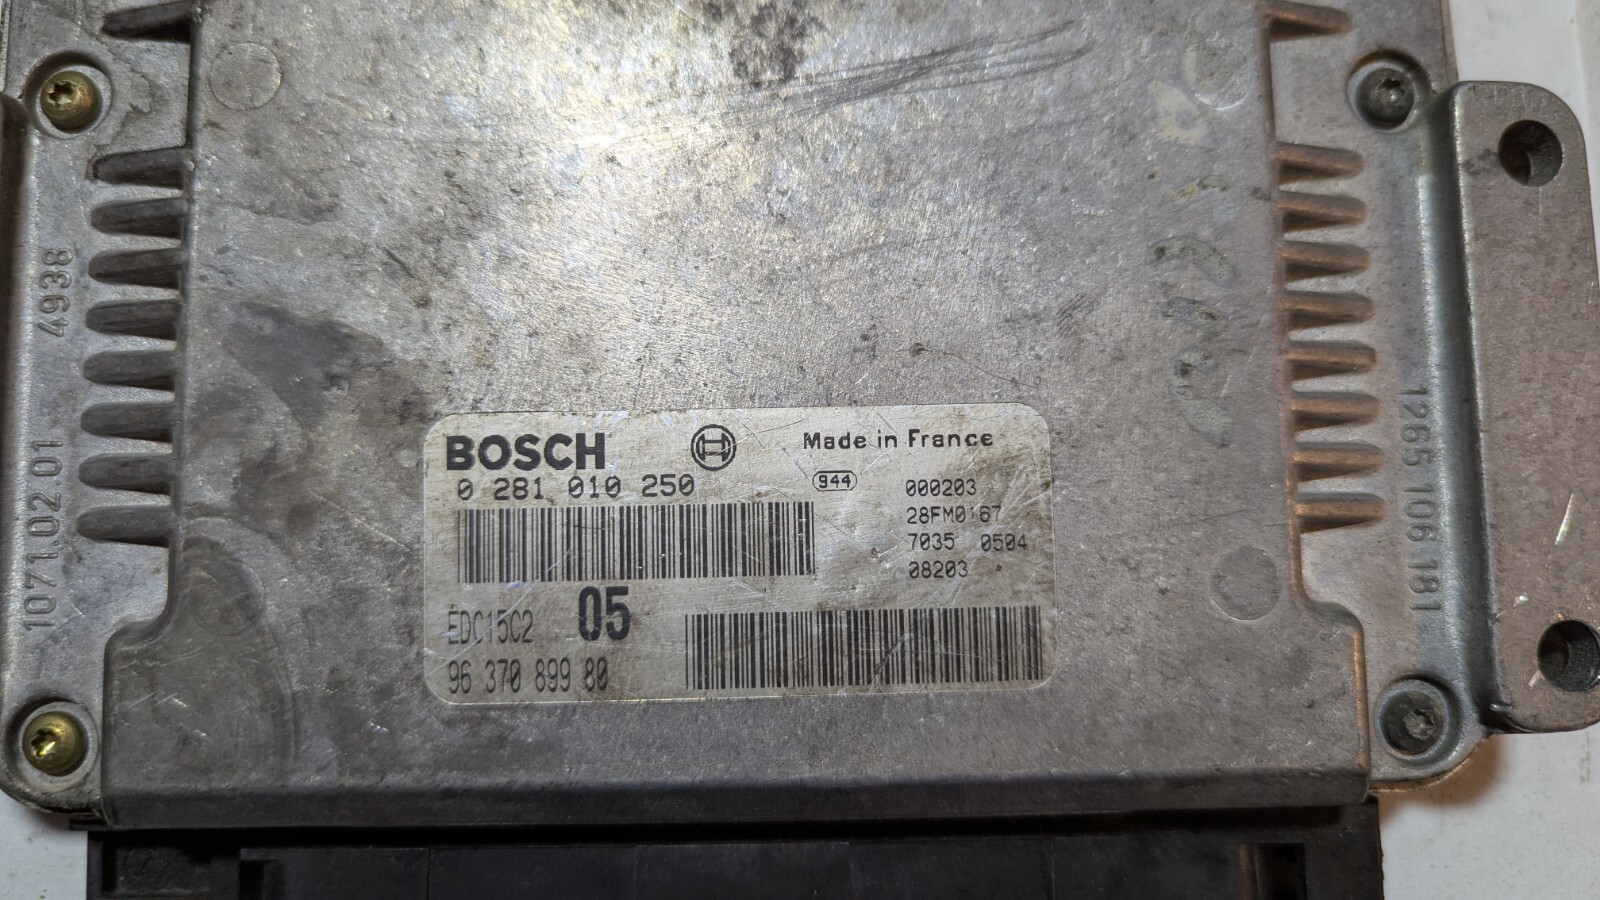 4938
1071.02.01
BOSCH
Made in France
0 281 010 250
944
000203
28FM0167
7035 0504
08203
EDC15C2 05
96 370 899 80
1265 106 181